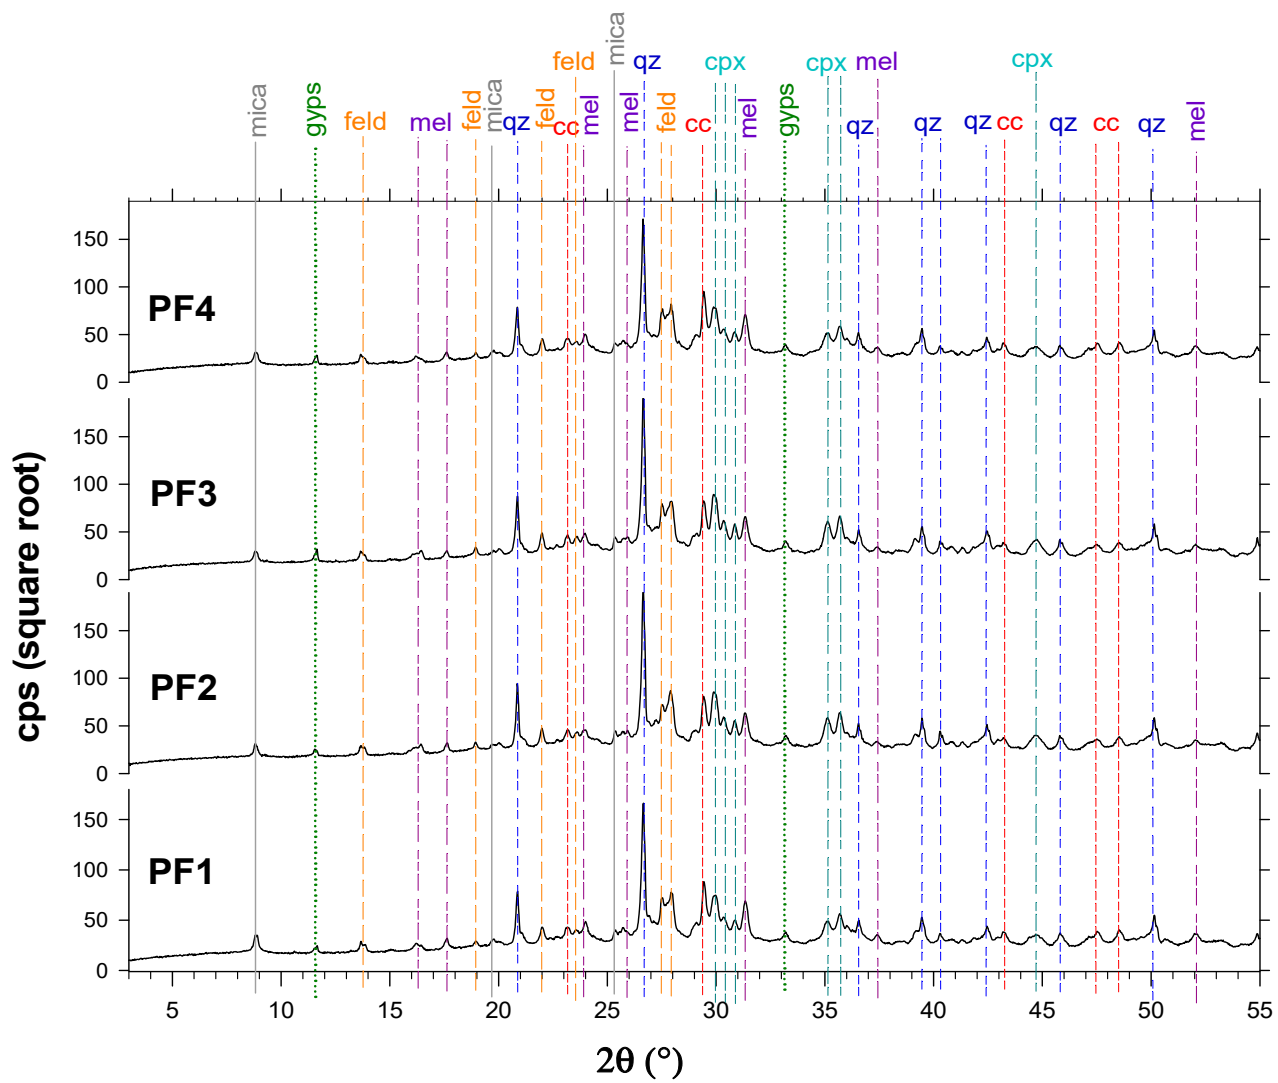 mica
feld qz cpx cpx mel cpx
mica gyps feld mel feld mica qz feld cc mel mel feld cc mel gyps qz qz qz cc qz cc qz mel
cps (square root)
150
100
50
0
PF4
150
100
50
0
PF3
150
100
50
0
PF2
150
100
50
0
PF1
5 10 15 20 25 30 35 40 45 50 55
2θ (°)